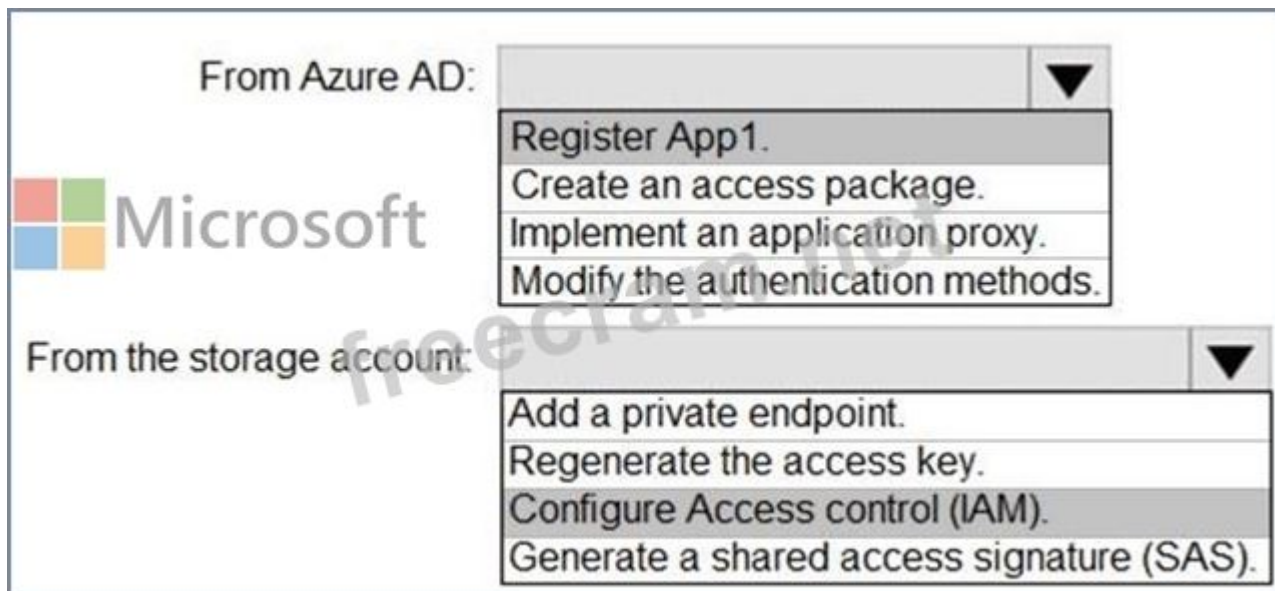 From Azure AD:
Register App1.
Create an access package.
Microsoft
Implement an application proxy.
Modify the authentication methods.
freecram.net
From the storage account:
Add a private endpoint.
Regenerate the access key.
Configure Access control (IAM).
Generate a shared access signature (SAS).